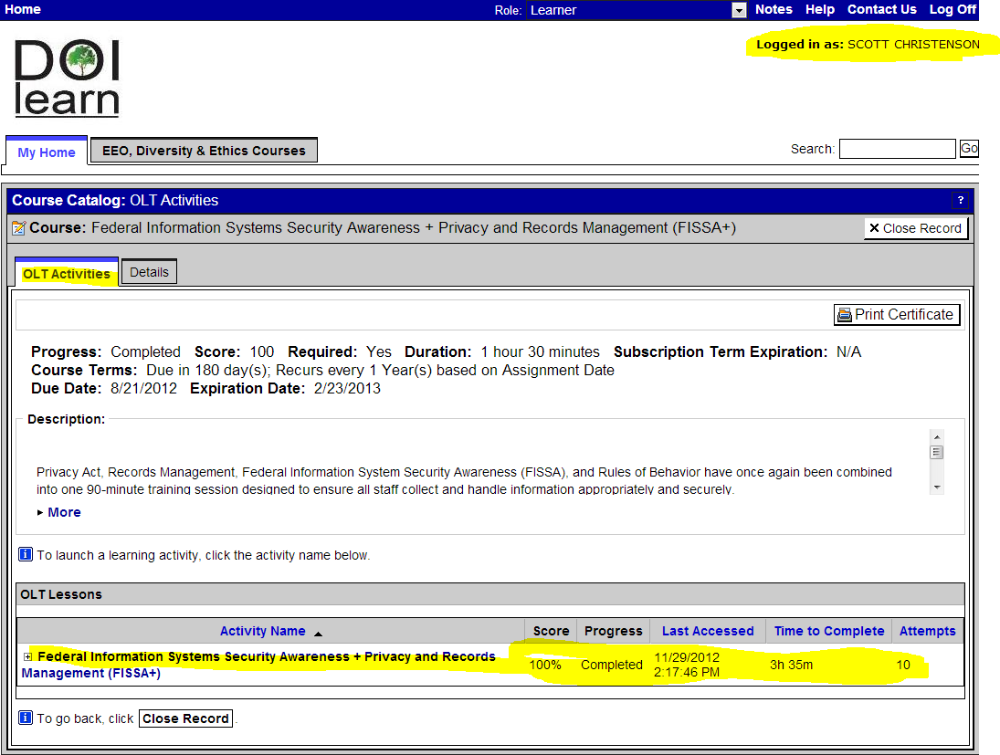 Home Role: Learner Notes Help Contact Us Log Off
Logged in as: SCOTT CHRISTENSON
DOI
learn
My Home EEO, Diversity & Ethics Courses Search: Go
Course Catalog: OLT Activities ?
Course: Federal Information Systems Security Awareness + Privacy and Records Management (FISSA+) × Close Record
OLT Activities Details
Print Certificate
Progress: Completed Score: 100 Required: Yes Duration: 1 hour 30 minutes Subscription Term Expiration: N/A
Course Terms: Due in 180 day(s); Recurs every 1 Year(s) based on Assignment Date
Due Date: 8/21/2012 Expiration Date: 2/23/2013
Description:
Privacy Act, Records Management, Federal Information System Security Awareness (FISSA), and Rules of Behavior have once again been combined
into one 90-minute training session designed to ensure all staff collect and handle information appropriately and securely.
More
To launch a learning activity, click the activity name below.
OLT Lessons
Activity Name Score Progress Last Accessed Time to Complete Attempts
Federal Information Systems Security Awareness + Privacy and Records
Management (FISSA+) 100% Completed 11/29/2012 3h 35m 10
2:17:46 PM
To go back, click Close Record .